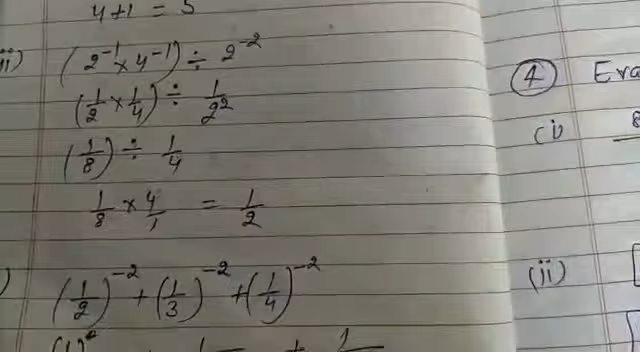 4+1 = 5
ii) (2⁻¹ × 4⁻¹) ÷ 2⁻²
(1/2 × 1/4) ÷ 1/2²
(1/8) ÷ 1/4
1/8 × 4/1 = 1/2
) (1/2)⁻² + (1/3)⁻² + (1/4)⁻²
4 Eva
(i) 8
(ii)